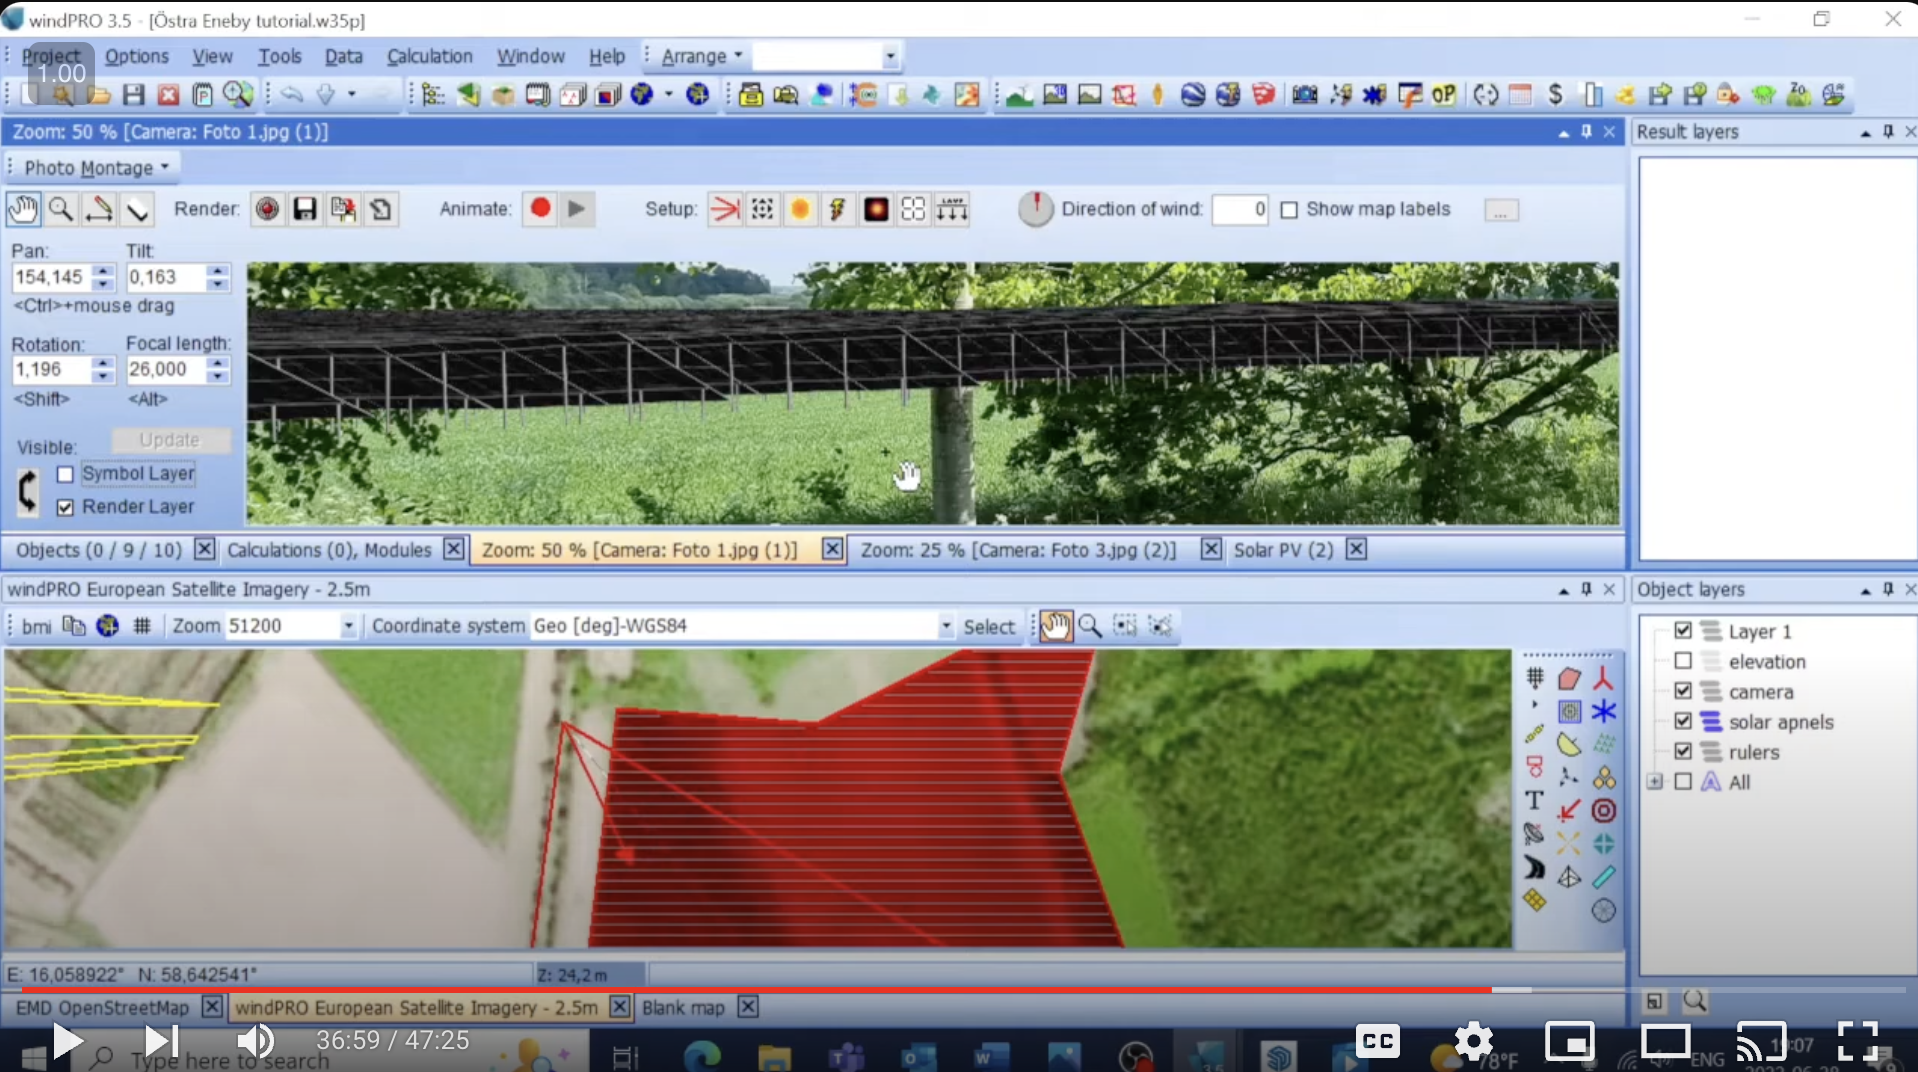 windPRO 3.5 - [Östra Eneby tutorial.w35p]
Project Options View Tools Data Calculation Window Help Arrange
1.00
Zoom: 50 % [Camera: Foto 1.jpg (1)]
Result layers
Photo Montage
Render: Animate: Setup: Direction of wind: 0 Show map labels ...
Pan: Tilt:
154,145 0,163
<Ctrl>+mouse drag
Rotation: Focal length:
1,196 26,000
<Shift> <Alt>
Visible: Update
Symbol Layer
Render Layer
Objects (0 / 9 / 10) Calculations (0), Modules Zoom: 50 % [Camera: Foto 1.jpg (1)] Zoom: 25 % [Camera: Foto 3.jpg (2)] Solar PV (2)
windPRO European Satellite Imagery - 2.5m
Object layers
bmi Zoom 51200 Coordinate system Geo [deg]-WGS84 Select
Layer 1
elevation
camera
solar apnels
rulers
All
E: 16,058922° N: 58,642541° Z: 24,2 m
EMD OpenStreetMap windPRO European Satellite Imagery - 2.5m Blank map
36:59 / 47:25
CC
Type here to search
78°F
ENG
19:07